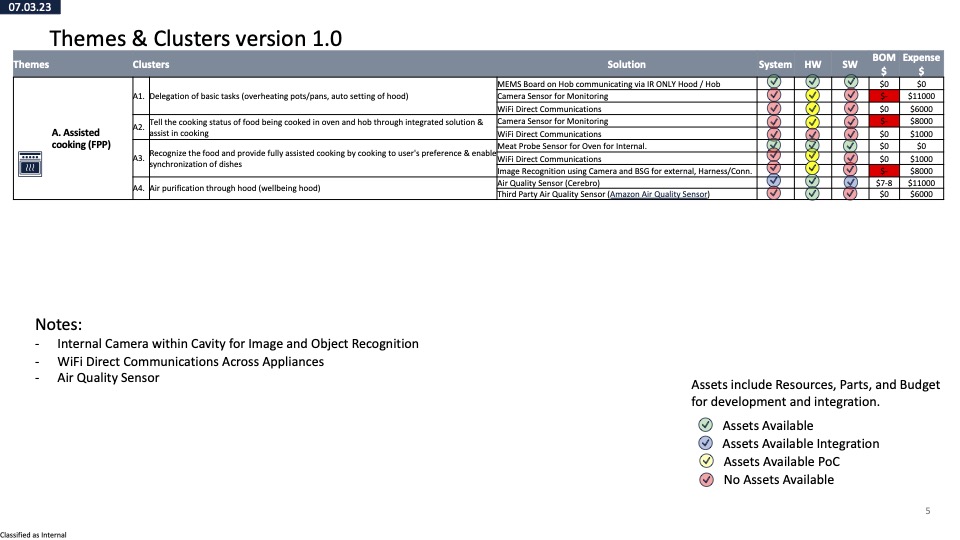 07.03.23
Themes & Clusters version 1.0
Themes Clusters Solution System HW SW BOM $ Expense $
A. Assisted cooking (FPP)
A1. Delegation of basic tasks (overheating pots/pans, auto setting of hood)
MEMS Board on Hob communicating via IR ONLY Hood / Hob $0 $0
Camera Sensor for Monitoring $11000
WiFi Direct Communications $0 $6000
A2. Tell the cooking status of food being cooked in oven and hob through integrated solution &
assist in cooking
Camera Sensor for Monitoring $8000
WiFi Direct Communications $0 $1000
A3. Recognize the food and provide fully assisted cooking by cooking to user's preference & enable
synchronization of dishes
Meat Probe Sensor for Oven for Internal. $0 $0
WiFi Direct Communications $0 $1000
Image Recognition using Camera and BSG for external, Harness/Conn. $8000
A4. Air purification through hood (wellbeing hood)
Air Quality Sensor (Cerebro) $7-8 $11000
Third Party Air Quality Sensor (Amazon Air Quality Sensor) $0 $6000
Notes:
- Internal Camera within Cavity for Image and Object Recognition
- WiFi Direct Communications Across Appliances
- Air Quality Sensor
Assets include Resources, Parts, and Budget
for development and integration.
Assets Available
Assets Available Integration
Assets Available PoC
No Assets Available
5
Classified as Internal